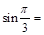 sin π/3 =